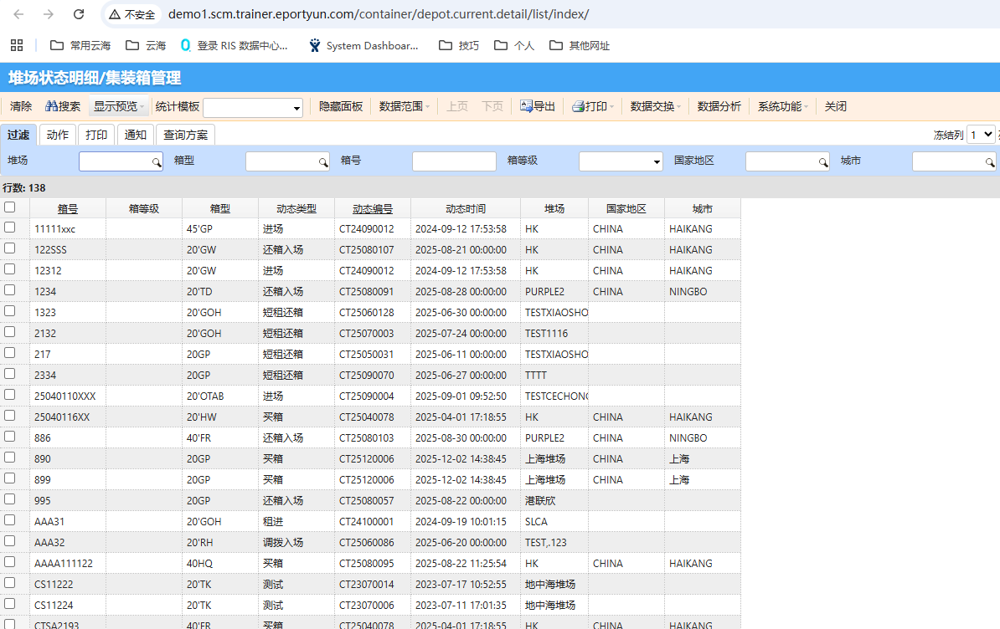 不安全 demo1.scm.trainer.eportyun.com/container/depot.current.detail/list/index/
常用云海 云海 登录 RIS 数据中心... System Dashboar... 技巧 个人 其他网址
堆场状态明细/集装箱管理
清除 搜索 显示预览 统计模板 隐藏面板 数据范围 上页 下页 导出 打印 数据交换 数据分析 系统功能 关闭
过滤 动作 打印 通知 查询方案 冻结列 1
堆场 箱型 箱号 箱等级 国家地区 城市
行数: 138
箱号 箱等级 箱型 动态类型 动态编号 动态时间 堆场 国家地区 城市
11111xxc 45'GP 进场 CT24090012 2024-09-12 17:53:58 HK CHINA HAIKANG
122SSS 20'GW 还箱入场 CT25080107 2025-08-21 00:00:00 HK CHINA HAIKANG
12312 20'GW 进场 CT24090012 2024-09-12 17:53:58 HK CHINA HAIKANG
1234 20'TD 还箱入场 CT25080091 2025-08-28 00:00:00 PURPLE2 CHINA NINGBO
1323 20'GOH 短租还箱 CT25060128 2025-06-30 00:00:00 TESTXIAOSHO
2132 20'GOH 短租还箱 CT25070003 2025-07-24 00:00:00 TEST1116
217 20GP 短租还箱 CT25050031 2025-06-11 00:00:00 TESTXIAOSHO
2334 20GP 短租还箱 CT25090070 2025-06-27 00:00:00 TTTT
25040110XXX 20'OTAB 进场 CT25090004 2025-09-01 09:52:50 TESTCECHONG
25040116XX 20'HW 买箱 CT25040078 2025-04-01 17:18:55 HK CHINA HAIKANG
886 40'FR 还箱入场 CT25080103 2025-08-30 00:00:00 PURPLE2 CHINA NINGBO
890 20GP 买箱 CT25120006 2025-12-02 14:38:45 上海堆场 CHINA 上海
899 20GP 买箱 CT25120006 2025-12-02 14:38:45 上海堆场 CHINA 上海
995 20GP 还箱入场 CT25080057 2025-08-22 00:00:00 港联欣
AAA31 20'GOH 租进 CT24100001 2024-09-19 10:01:15 SLCA
AAA32 20'RH 调拨入场 CT25060086 2025-06-20 00:00:00 TEST,.123
AAAA111122 40HQ 买箱 CT25080095 2025-08-22 11:25:54 HK CHINA HAIKANG
CS11222 20'TK 测试 CT23070014 2023-07-17 10:52:55 地中海堆场
CS11224 20'TK 测试 CT23070006 2023-07-11 17:01:35 地中海堆场
CTSA2193 40'FR 买箱 CT25040078 2025-04-01 17:18:55 HK CHINA HAIKANG